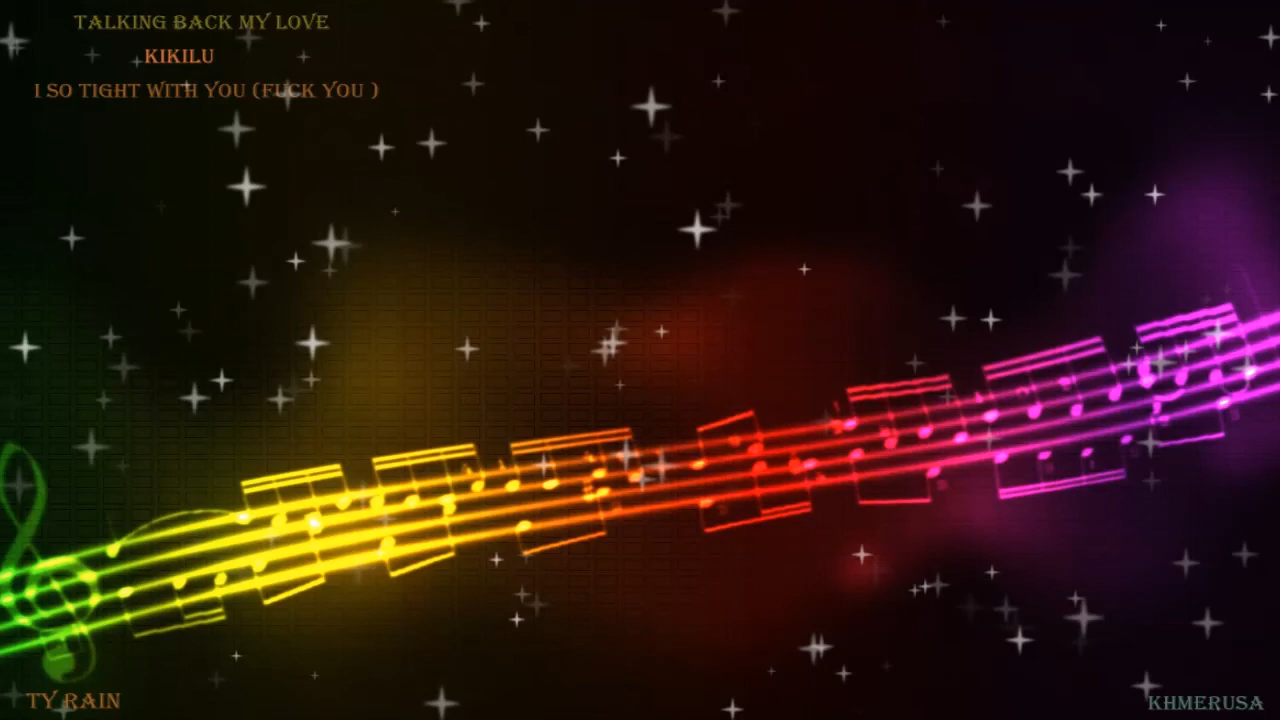 TALKING BACK MY LOVE
KIKILU
I SO TIGHT WITH YOU (FUCK YOU )
TY RAIN
KHMERUSA